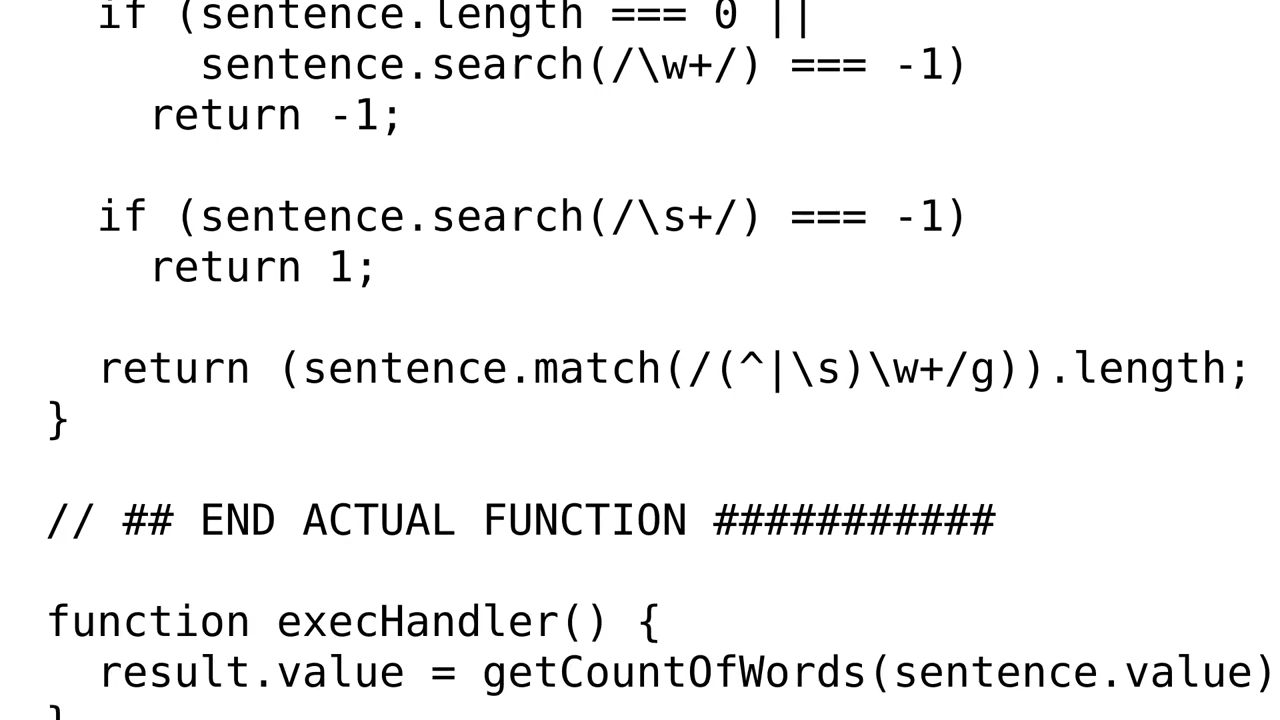 if (sentence.length === 0 ||
sentence.search(/\w+/) === -1)
return -1;
if (sentence.search(/\s+/) === -1)
return 1;
return (sentence.match(/(^|\s)\w+/g)).length;
}
// ## END ACTUAL FUNCTION ###########
function execHandler() {
result.value = getCountOfWords(sentence.value)
}